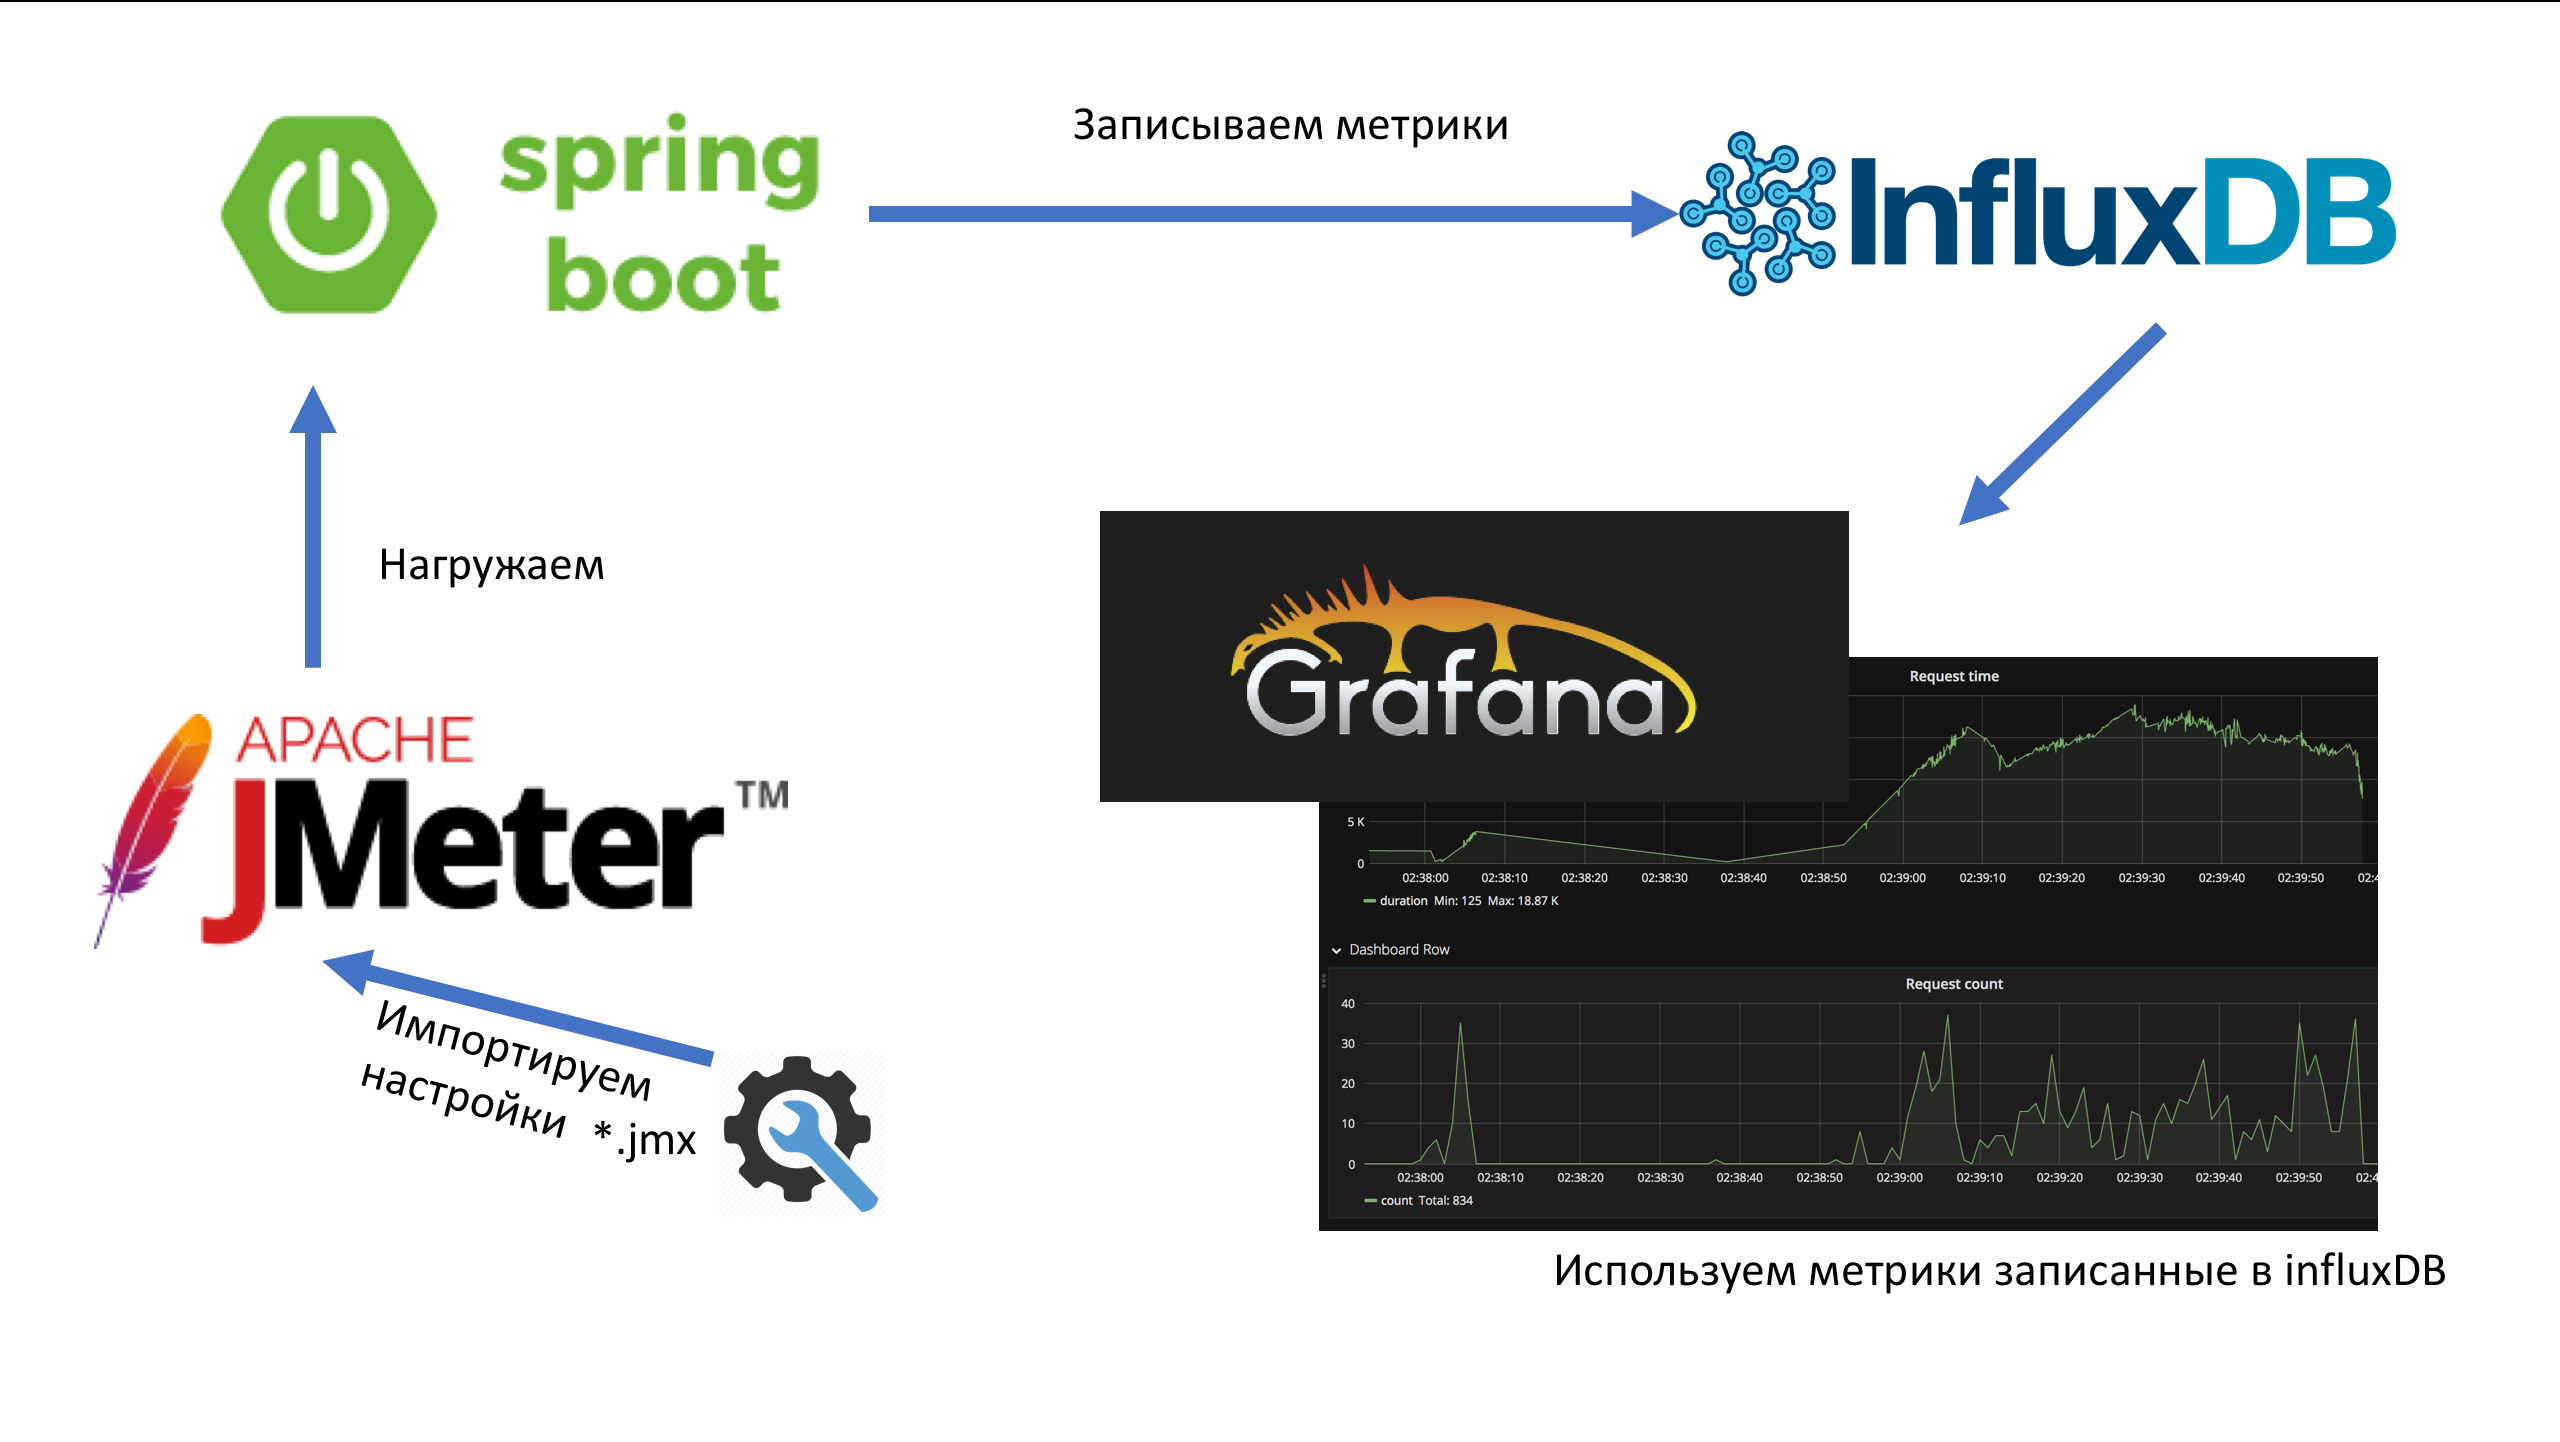 spring
boot
Записываем метрики
InfluxDB
Нагружаем
APACHE
JMeter™
Импортируем
настройки *.jmx
Grafana
Request time
5 K
0
02:38:00 02:38:10 02:38:20 02:38:30 02:38:40 02:38:50 02:39:00 02:39:10 02:39:20 02:39:30 02:39:40 02:39:50 02:4
duration Min: 125 Max: 18.87 K
Dashboard Row
Request count
40
30
20
10
0
02:38:00 02:38:10 02:38:20 02:38:30 02:38:40 02:38:50 02:39:00 02:39:10 02:39:20 02:39:30 02:39:40 02:39:50 02:4
count Total: 834
Используем метрики записанные в influxDB